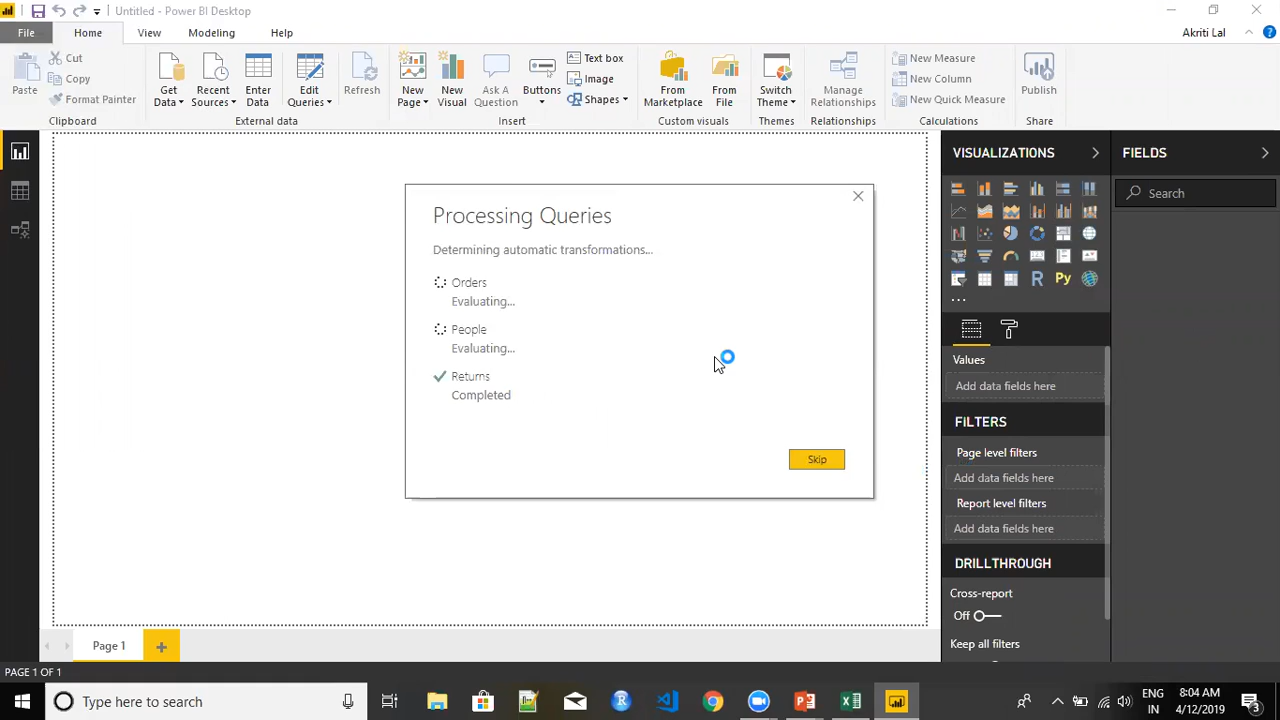 Untitled - Power BI Desktop
File
Home
View
Modeling
Help
Akriti Lal
Paste
Cut
Copy
Format Painter
Clipboard
Get Data
Recent Sources
Enter Data
Edit Queries
Refresh
External data
New Page
New Visual
Ask A Question
Buttons
Text box
Image
Shapes
Insert
From Marketplace
From File
Custom visuals
Switch Theme
Themes
Manage Relationships
Relationships
New Measure
New Column
New Quick Measure
Calculations
Publish
Share
Processing Queries
Determining automatic transformations...
Orders
Evaluating...
People
Evaluating...
Returns
Completed
Skip
VISUALIZATIONS
R
Py
Values
Add data fields here
FILTERS
Page level filters
Add data fields here
Report level filters
Add data fields here
DRILLTHROUGH
Cross-report
Off
Keep all filters
FIELDS
Search
Page 1
PAGE 1 OF 1
Type here to search
ENG
IN
8:04 AM
4/12/2019
3